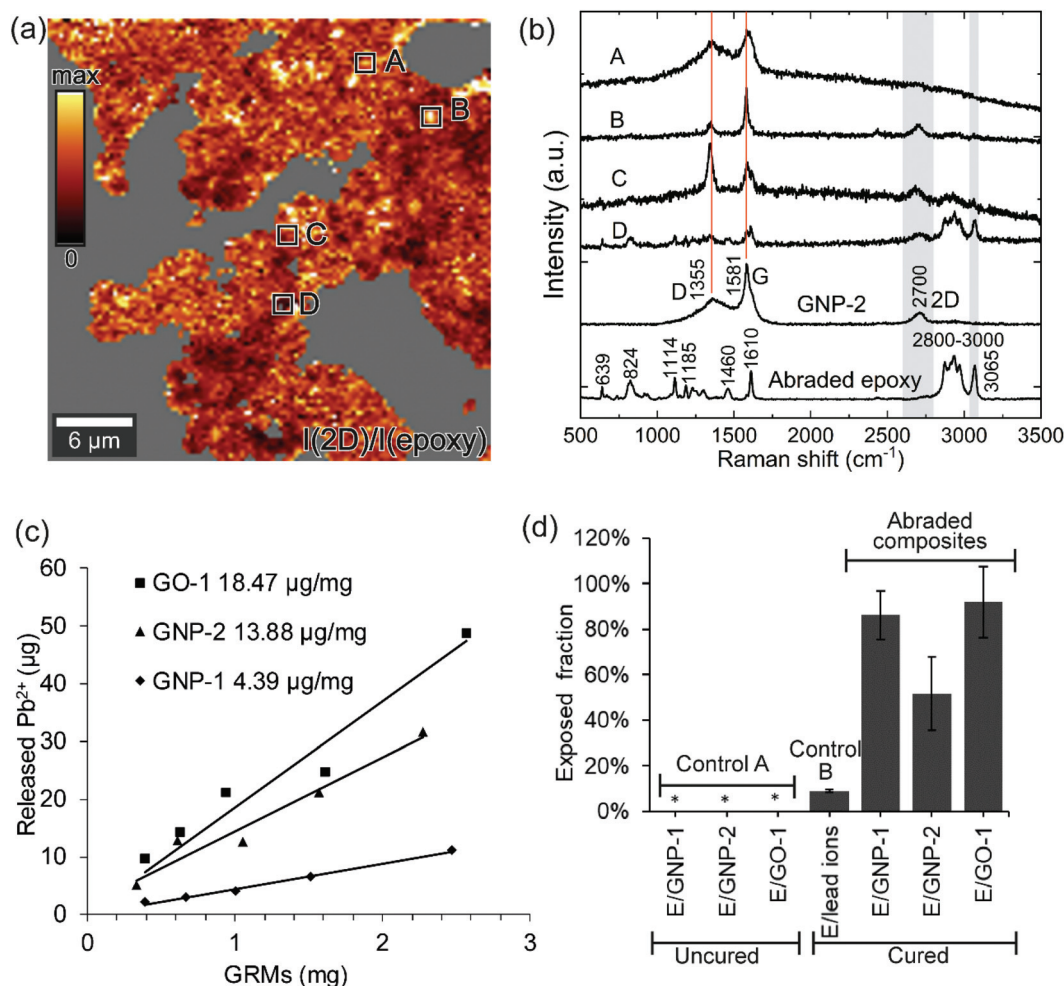 (a)
max
0
A
B
C
D
6 µm
I(2D)/I(epoxy)
(b)
Intensity (a.u.)
A
B
C
D
D
1355
1581
G
GNP-2
2700
2D
2800-3000
3065
639
824
1114
1185
1460
1610
Abraded epoxy
500 1000 1500 2000 2500 3000 3500
Raman shift (cm⁻¹)
(c)
Released Pb²⁺ (µg)
60
50
40
30
20
10
0
GO-1 18.47 µg/mg
GNP-2 13.88 µg/mg
GNP-1 4.39 µg/mg
0 1 2 3
GRMs (mg)
(d)
Exposed fraction
120%
100%
80%
60%
40%
20%
0%
Abraded
composites
Control A
Control
B
* * *
E/GNP-1
E/GNP-2
E/GO-1
E/lead ions
E/GNP-1
E/GNP-2
E/GO-1
Uncured
Cured